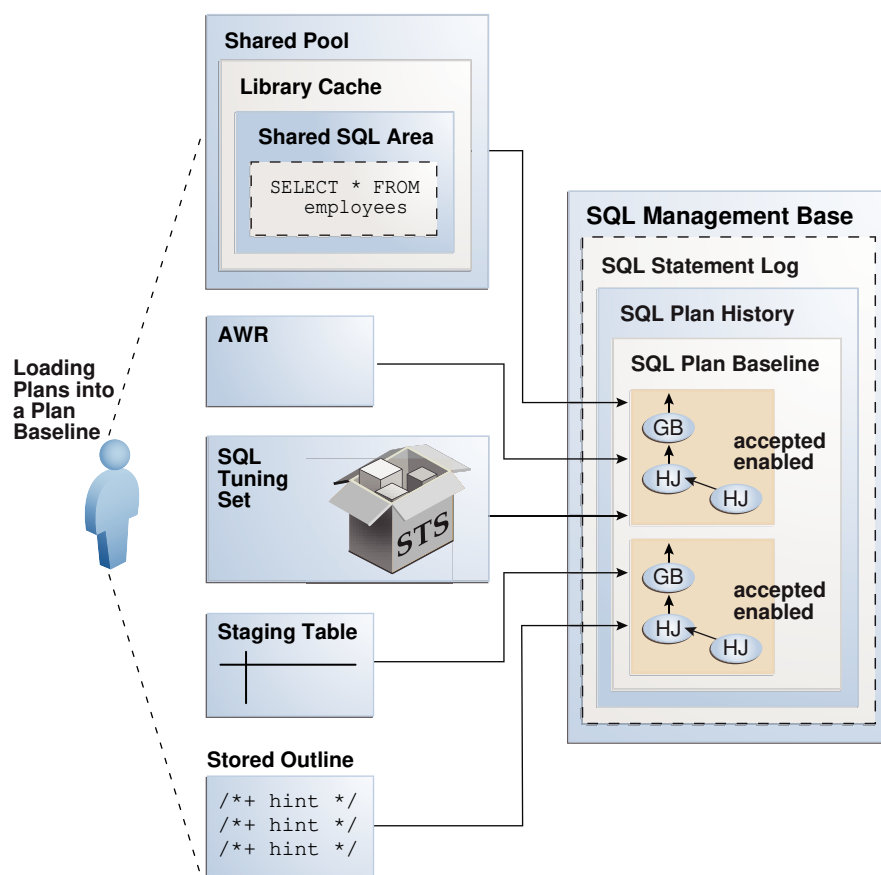 Shared Pool
Library Cache
Shared SQL Area
SELECT * FROM
employees
AWR
SQL
Tuning
Set
STS
Staging Table
Stored Outline
/*+ hint */
/*+ hint */
/*+ hint */
Loading
Plans into
a Plan
Baseline
SQL Management Base
SQL Statement Log
SQL Plan History
SQL Plan Baseline
GB
HJ
HJ
accepted
enabled
GB
HJ
HJ
accepted
enabled